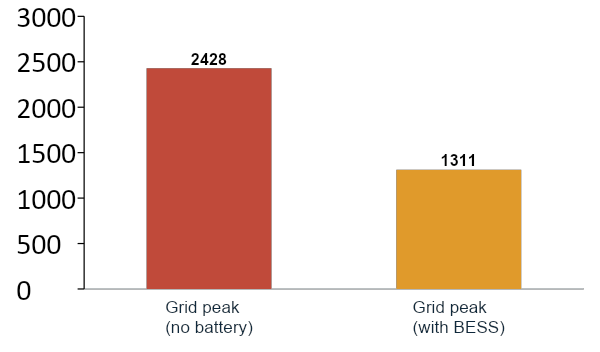 3000
2500
2000
1500
1000
500
0
2428
1311
Grid peak
(no battery)
Grid peak
(with BESS)